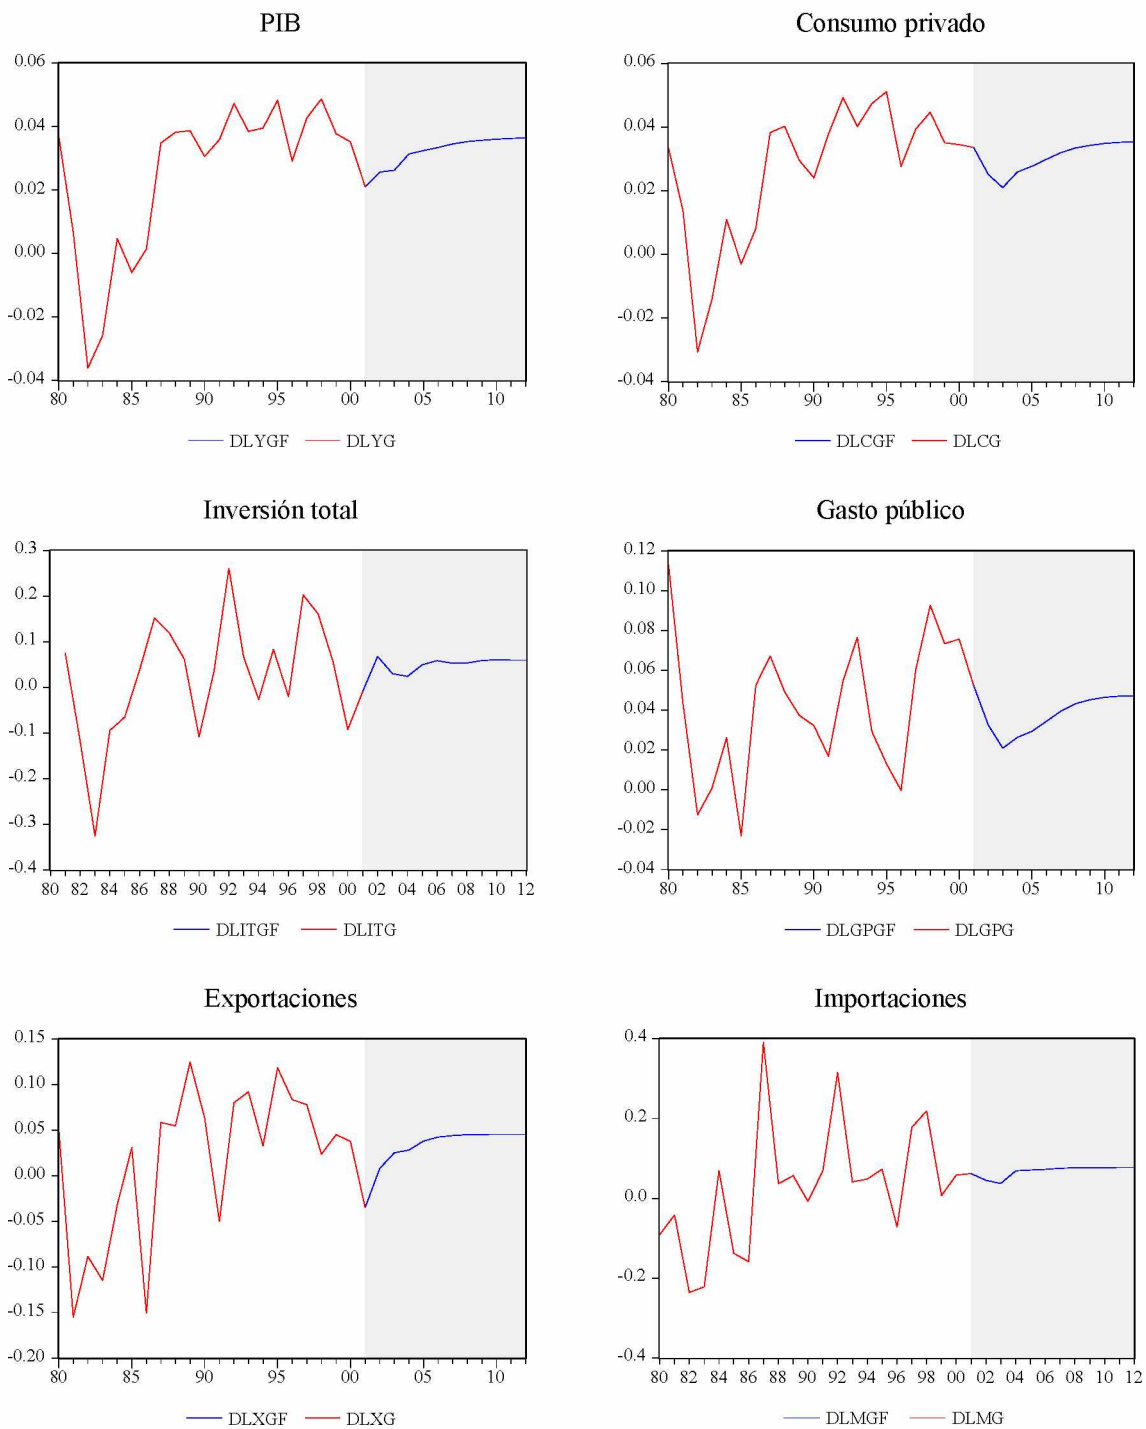 PIB
0.06
0.04
0.02
0.00
-0.02
-0.04
80 85 90 95 00 05 10
DLYGF DLYG
Consumo privado
0.06
0.04
0.02
0.00
-0.02
-0.04
80 85 90 95 00 05 10
DLCGF DLCG
Inversión total
0.3
0.2
0.1
0.0
-0.1
-0.2
-0.3
-0.4
80 82 84 86 88 90 92 94 96 98 00 02 04 06 08 10 12
DLITGF DLITG
Gasto público
0.12
0.10
0.08
0.06
0.04
0.02
0.00
-0.02
-0.04
80 85 90 95 00 05 10
DLGPGF DLGPG
Exportaciones
0.15
0.10
0.05
0.00
-0.05
-0.10
-0.15
-0.20
80 85 90 95 00 05 10
DLXGF DLXG
Importaciones
0.4
0.2
0.0
-0.2
-0.4
80 82 84 86 88 90 92 94 96 98 00 02 04 06 08 10 12
DLMGF DLMG